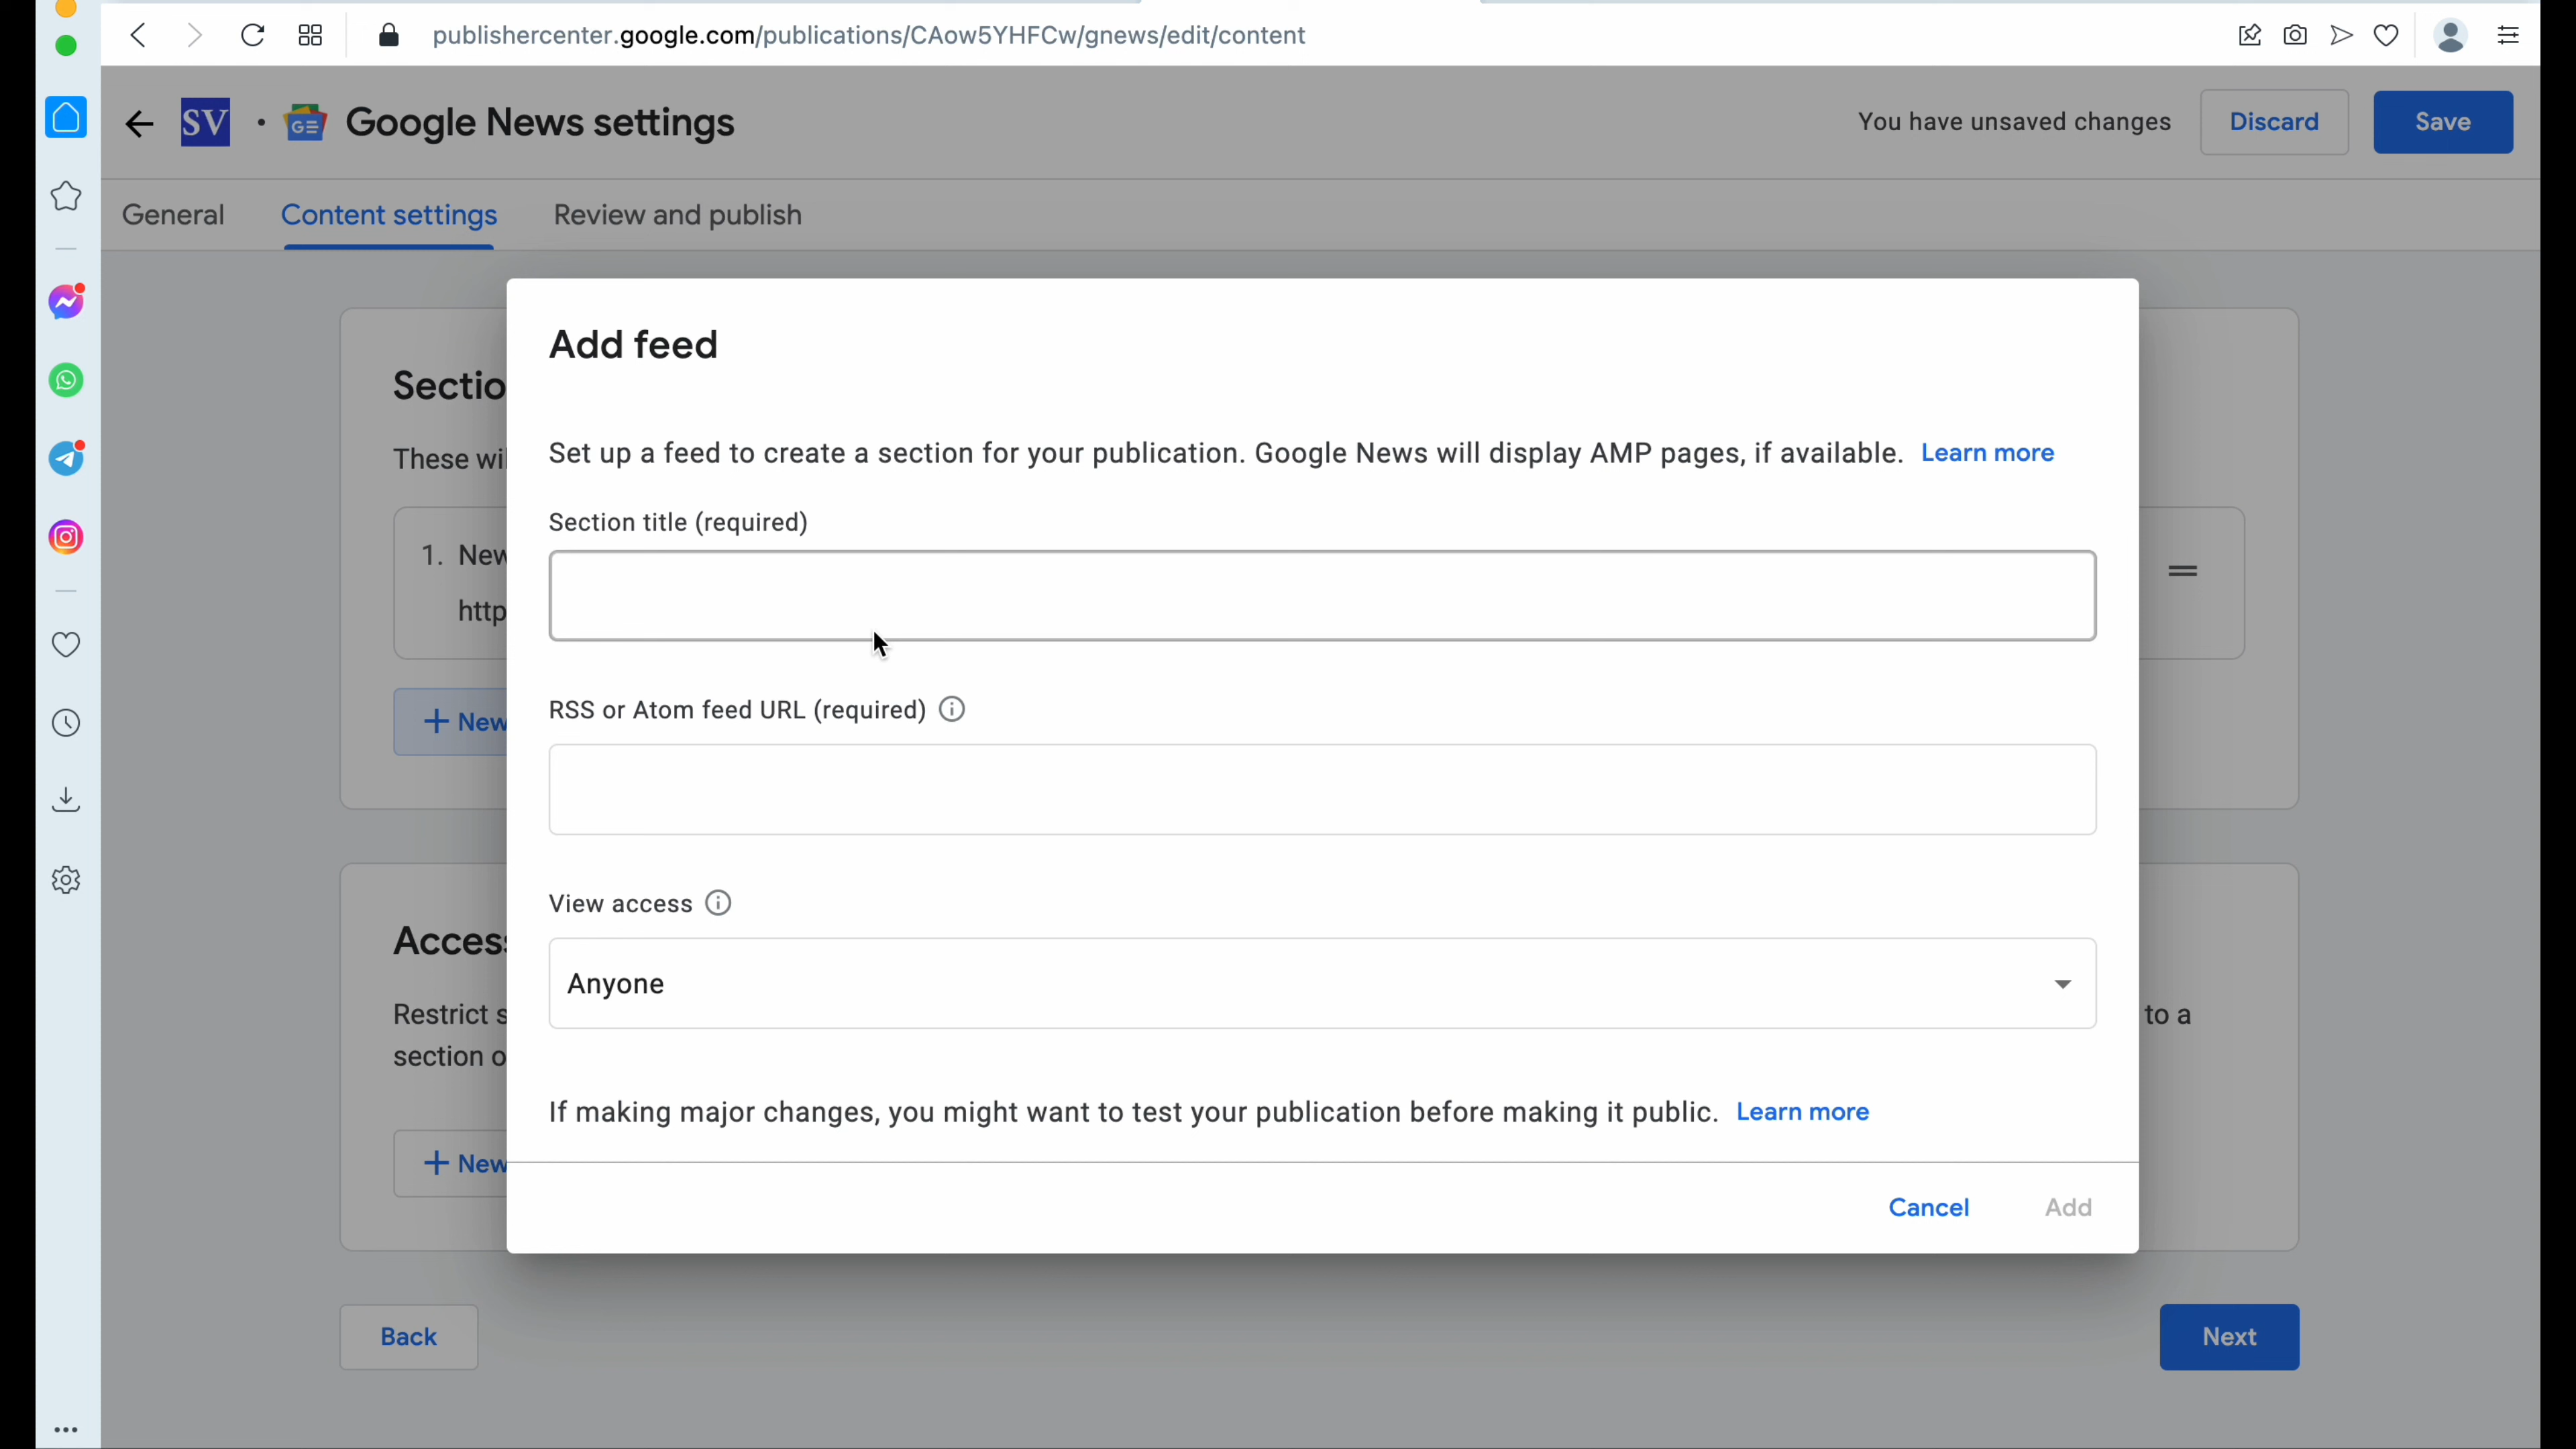 publishercenter.google.com/publications/CAow5YHFCw/gnews/edit/content
SV · GE Google News settings
You have unsaved changes
Discard
Save
General
Content settings
Review and publish
Add feed
Sectio
These wi
Set up a feed to create a section for your publication. Google News will display AMP pages, if available. Learn more
Section title (required)
1. New
http
RSS or Atom feed URL (required)
+ New
View access
Anyone
Access
Restrict s
to a
section o
If making major changes, you might want to test your publication before making it public. Learn more
+ New
Cancel
Add
Back
Next